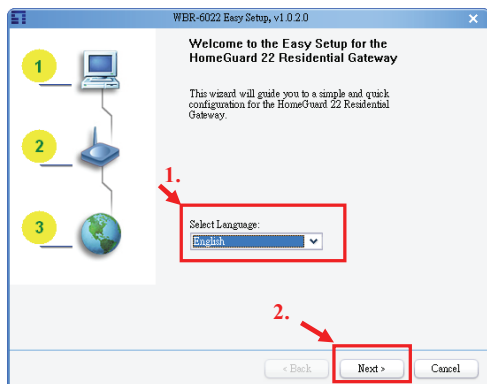 WBR-6022 Easy Setup, v1.0.2.0
Welcome to the Easy Setup for the
HomeGuard 22 Residential Gateway
1
This wizard will guide you to a simple and quick
configuration for the HomeGuard 22 Residential
Gateway.
2
1.
3
Select Language:
English
2.
< Back Next > Cancel